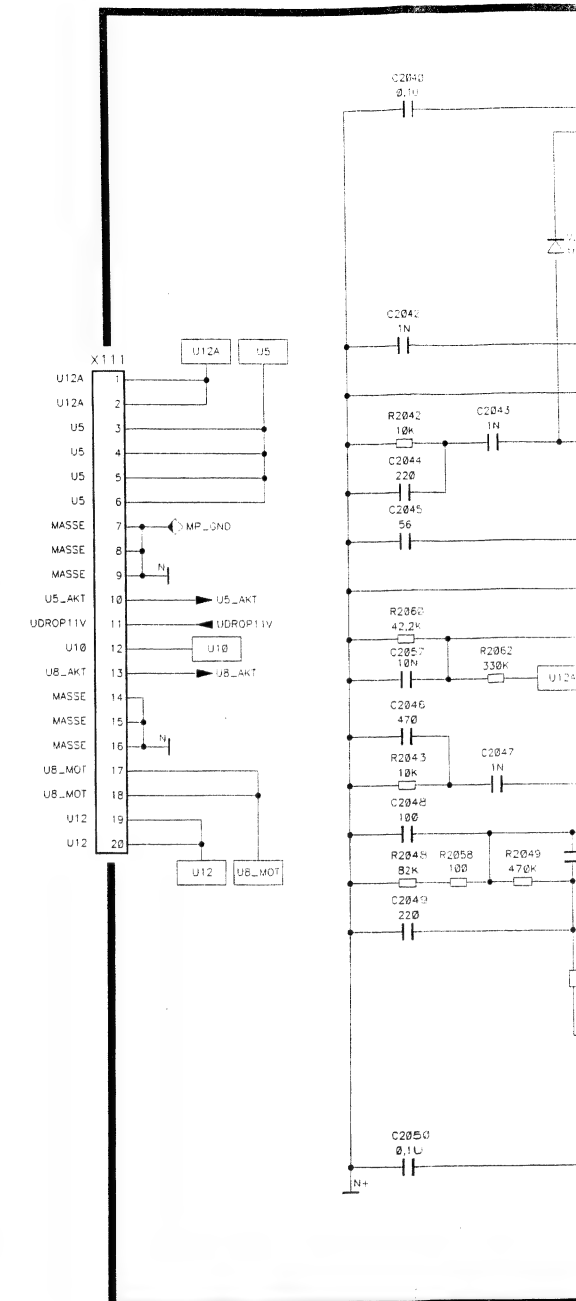 C2040
0,1U
C2042
1N
X111
U12A
U5
U12A 1
U12A 2
U5 3
U5 4
U5 5
U5 6
MASSE 7
MP_GND
MASSE 8
MASSE 9
N
U5_AKT 10 U5_AKT
UDROP11V 11 UDROP11V
U10 12 U10
U8_AKT 13 U8_AKT
MASSE 14
MASSE 15
MASSE 16
N
U8_MOT 17
U8_MOT 18
U12 19
U12 20
U12
U8_MOT
R2042
10K
C2043
1N
C2044
220
C2045
56
R2060
42.2K
C2057
10N
R2062
330K
U12A
C2046
470
R2043
10K
C2047
1N
C2048
100
R2048
82K
R2058
100
R2049
470K
C2049
220
C2050
0,1U
N+